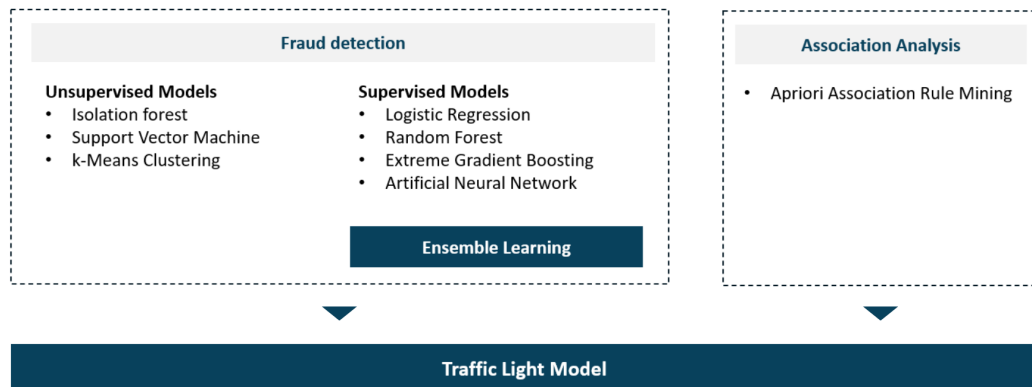 Fraud detection
Unsupervised Models
• Isolation forest
• Support Vector Machine
• k-Means Clustering
Supervised Models
• Logistic Regression
• Random Forest
• Extreme Gradient Boosting
• Artificial Neural Network
Ensemble Learning
Association Analysis
• Apriori Association Rule Mining
Traffic Light Model